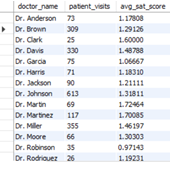 doctor_name patient_visits avg_sat_score
Dr. Anderson 73 1.17808
Dr. Brown 309 1.29126
Dr. Clark 25 1.60000
Dr. Davis 330 1.48788
Dr. Garcia 75 1.06667
Dr. Harris 71 1.18310
Dr. Jackson 90 1.21111
Dr. Johnson 613 1.31811
Dr. Martin 69 1.72464
Dr. Martinez 117 1.70085
Dr. Miller 355 1.46197
Dr. Moore 66 1.30303
Dr. Robinson 35 0.97143
Dr. Rodriguez 26 1.19231